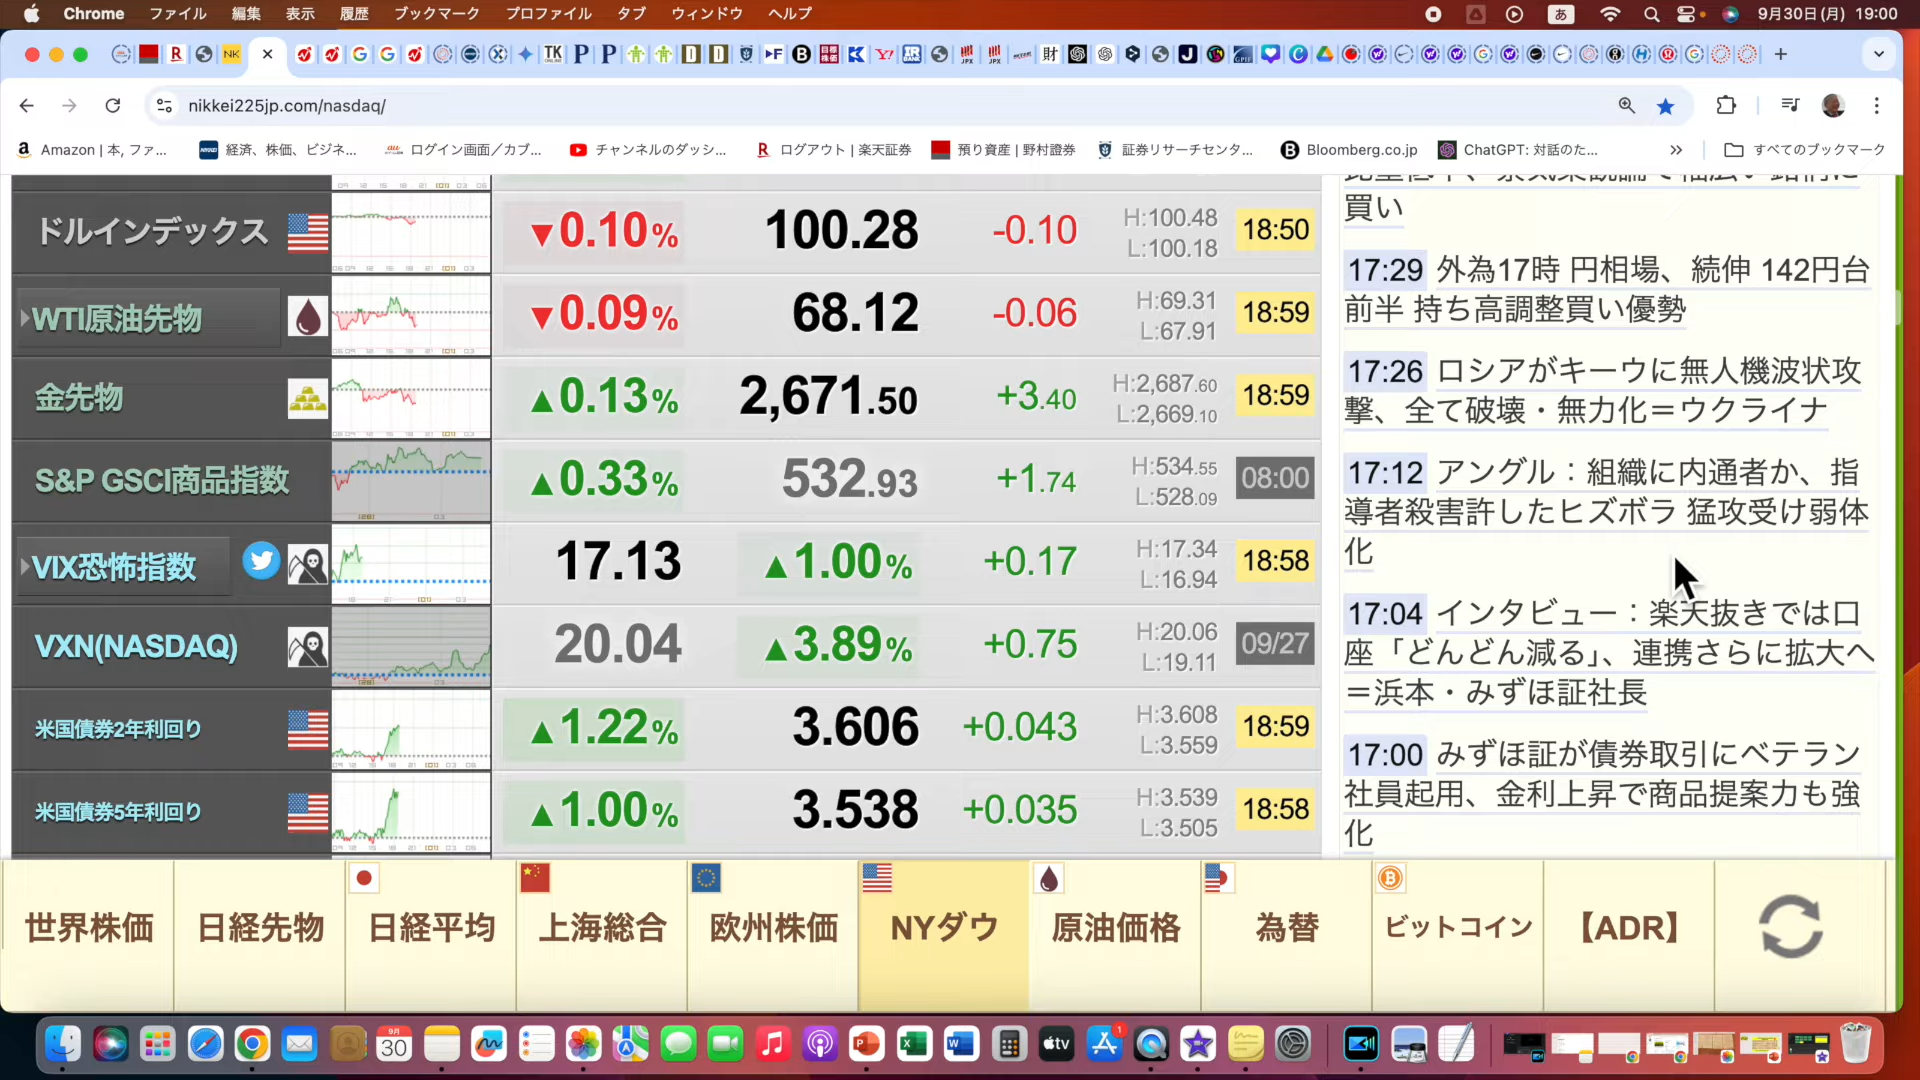 Chrome ファイル 編集 表示 履歴 ブックマーク プロファイル タブ ウィンドウ ヘルプ
あ 9月30日(月) 19:00
nikkei225jp.com/nasdaq/
Amazon | 本, ファ... 経済、株価、ビジネ... ログイン画面／カブ... チャンネルのダッシ... ログアウト | 楽天証券 預り資産 | 野村證券 証券リサーチセンタ... Bloomberg.co.jp ChatGPT: 対話のた... » すべてのブックマーク
ドルインデックス ▼0.10% 100.28 -0.10 H:100.48 L:100.18 18:50
WTI原油先物 ▼0.09% 68.12 -0.06 H:69.31 L:67.91 18:59
金先物 ▲0.13% 2,671.50 +3.40 H:2,687.60 L:2,669.10 18:59
S&P GSCI商品指数 ▲0.33% 532.93 +1.74 H:534.55 L:528.09 08:00
VIX恐怖指数 17.13 ▲1.00% +0.17 H:17.34 L:16.94 18:58
VXN(NASDAQ) 20.04 ▲3.89% +0.75 H:20.06 L:19.11 09/27
米国債券2年利回り ▲1.22% 3.606 +0.043 H:3.608 L:3.559 18:59
米国債券5年利回り ▲1.00% 3.538 +0.035 H:3.539 L:3.505 18:58
買い
17:29 外為17時 円相場、続伸 142円台
前半 持ち高調整買い優勢
17:26 ロシアがキーウに無人機波状攻
撃、全て破壊・無力化＝ウクライナ
17:12 アングル：組織に内通者か、指
導者殺害許したヒズボラ 猛攻受け弱体
化
17:04 インタビュー：楽天抜きでは口
座「どんどん減る」、連携さらに拡大へ
＝浜本・みずほ証社長
17:00 みずほ証が債券取引にベテラン
社員起用、金利上昇で商品提案力も強
化
世界株価 日経先物 日経平均 上海総合 欧州株価 NYダウ 原油価格 為替 ビットコイン 【ADR】
9月
30
tv
1